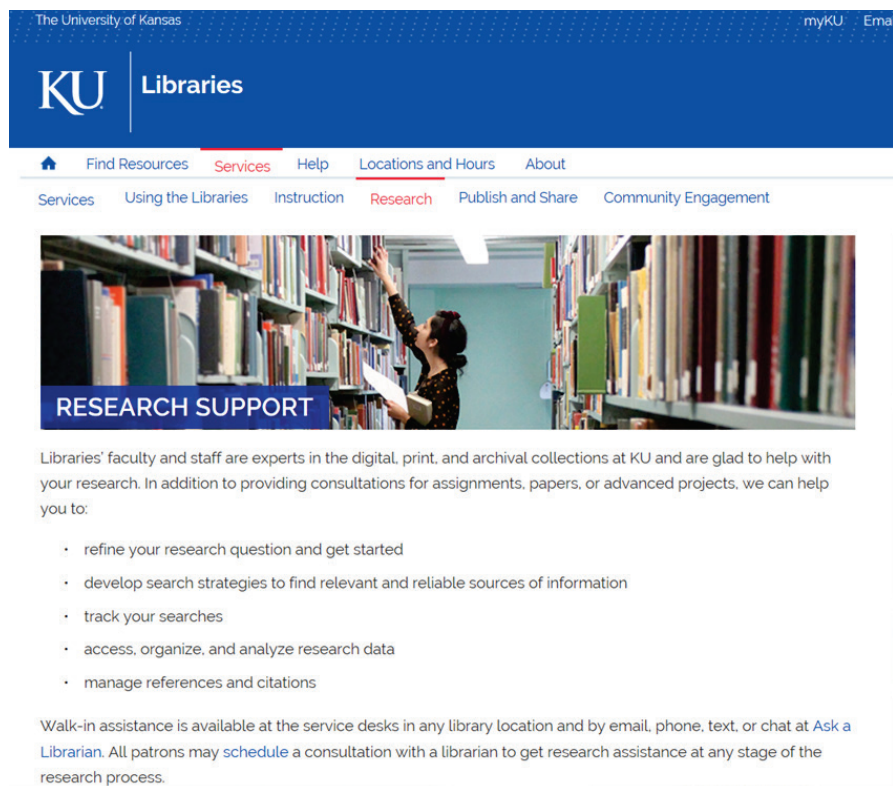 The University of Kansas
myKU Emai
KU Libraries
Find Resources Services Help Locations and Hours About
Services Using the Libraries Instruction Research Publish and Share Community Engagement
RESEARCH SUPPORT
Libraries' faculty and staff are experts in the digital, print, and archival collections at KU and are glad to help with
your research. In addition to providing consultations for assignments, papers, or advanced projects, we can help
you to:
• refine your research question and get started
• develop search strategies to find relevant and reliable sources of information
• track your searches
• access, organize, and analyze research data
• manage references and citations
Walk-in assistance is available at the service desks in any library location and by email, phone, text, or chat at Ask a
Librarian. All patrons may schedule a consultation with a librarian to get research assistance at any stage of the
research process.